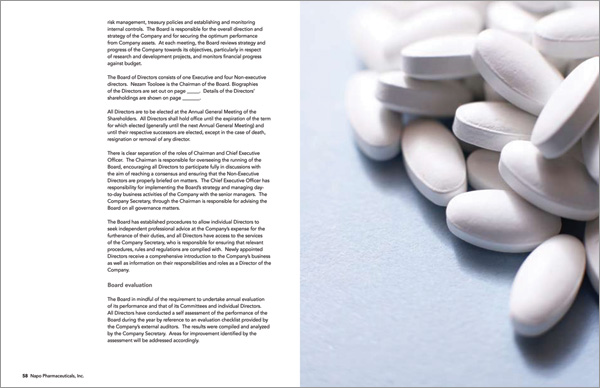 risk management, treasury policies and establishing and monitoring
internal controls. The Board is responsible for the overall direction and
strategy of the Company and for securing the optimum performance
from Company assets. At each meeting, the Board reviews strategy and
progress of the Company towards its objectives, particularly in respect
of research and development projects, and monitors financial progress
against budget.
The Board of Directors consists of one Executive and four Non-executive
directors. Nezam Tooloee is the Chairman of the Board. Biographies
of the Directors are set out on page _____. Details of the Directors'
shareholdings are shown on page _______.
All Directors are to be elected at the Annual General Meeting of the
Shareholders. All Directors shall hold office until the expiration of the term
for which elected (generally until the next Annual General Meeting) and
until their respective successors are elected, except in the case of death,
resignation or removal of any director.
There is clear separation of the roles of Chairman and Chief Executive
Officer. The Chairman is responsible for overseeing the running of the
Board, encouraging all Directors to participate fully in discussions with
the aim of reaching a consensus and ensuring that the Non-Executive
Directors are properly briefed on matters. The Chief Executive Officer has
responsibility for implementing the Board's strategy and managing day-
to-day business activities of the Company with the senior managers. The
Company Secretary, through the Chairman is responsible for advising the
Board on all governance matters.
The Board has established procedures to allow individual Directors to
seek independent professional advice at the Company's expense for the
furtherance of their duties, and all Directors have access to the services
of the Company Secretary, who is responsible for ensuring that relevant
procedures, rules and regulations are complied with. Newly appointed
Directors receive a comprehensive introduction to the Company's business
as well as information on their responsibilities and roles as a Director of the
Company.
Board evaluation
The Board in mindful of the requirement to undertake annual evaluation
of its performance and that of its Committees and individual Directors.
All Directors have conducted a self assessment of the performance of the
Board during the year by reference to an evaluation checklist provided by
the Company's external auditors. The results were compiled and analyzed
by the Company Secretary. Areas for improvement identified by the
assessment will be addressed accordingly.
58 Napo Pharmaceuticals, Inc.